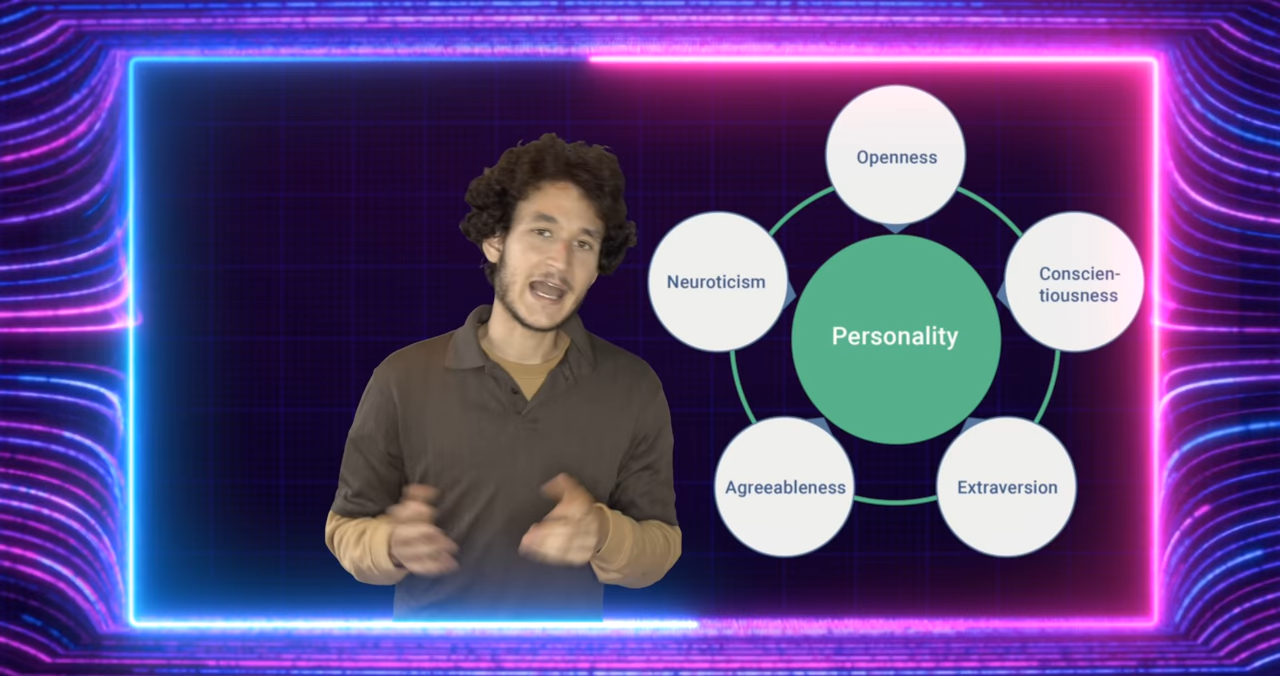 Openness
Neuroticism
Conscien-
tiousness
Personality
Agreeableness
Extraversion